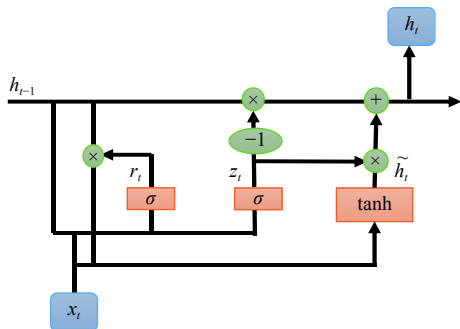 h_t
h_{t−1}
×
+
−1
×
r_t
z_t
×
h̃_t
σ
σ
tanh
x_t